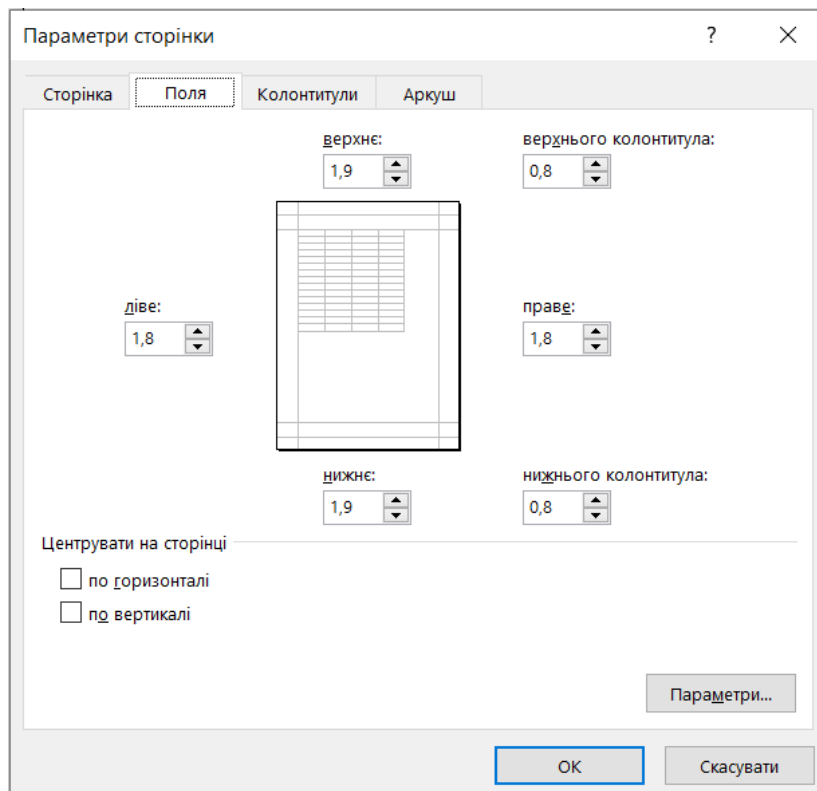 Параметри сторінки ?
Сторінка Поля Колонтитули Аркуш
верхнє: верхнього колонтитула:
1,9 0,8
ліве: праве:
1,8 1,8
нижнє: нижнього колонтитула:
1,9 0,8
Центрувати на сторінці
по горизонталі
по вертикалі
Параметри...
ОК Скасувати